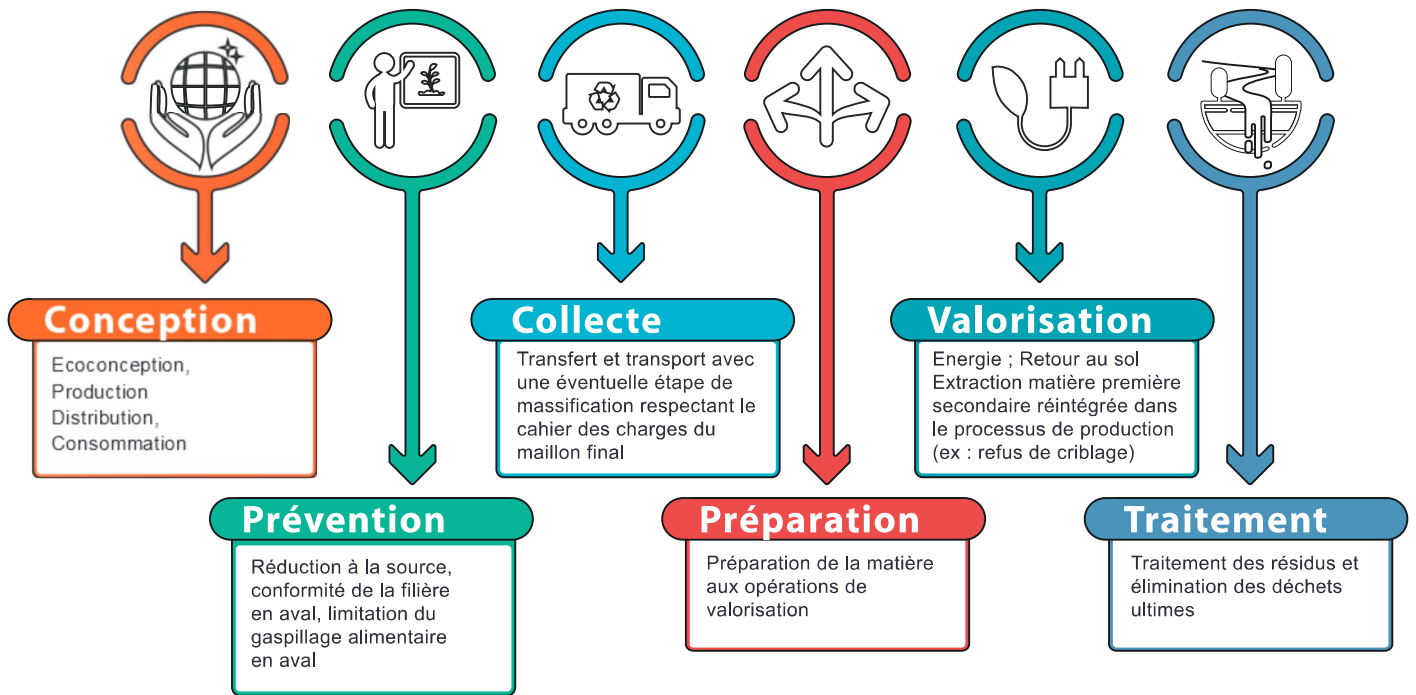 Conception
Ecoconception,
Production
Distribution,
Consommation
Prévention
Réduction à la source,
conformité de la filière
en aval, limitation du
gaspillage alimentaire
en aval
Collecte
Transfert et transport avec
une éventuelle étape de
massification respectant le
cahier des charges du
maillon final
Préparation
Préparation de la matière
aux opérations de
valorisation
Valorisation
Energie ; Retour au sol
Extraction matière première
secondaire réintégrée dans
le processus de production
(ex : refus de criblage)
Traitement
Traitement des résidus et
élimination des déchets
ultimes